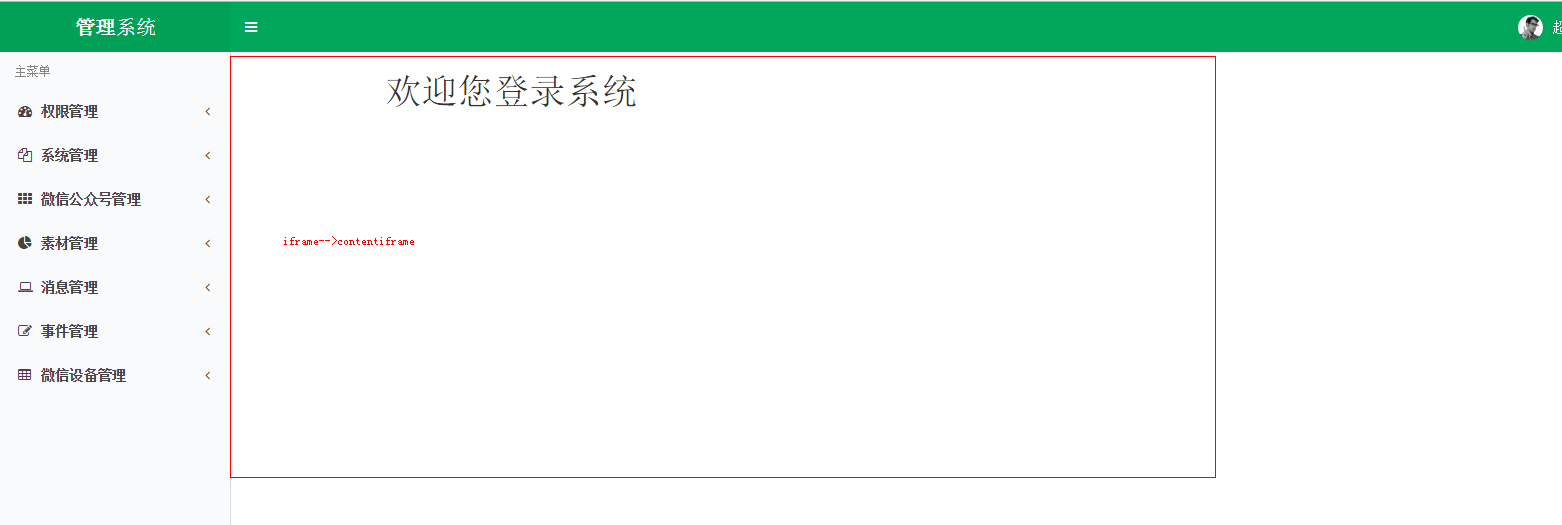 管理系统
超
主菜单
权限管理
系统管理
微信公众号管理
素材管理
消息管理
事件管理
微信设备管理
欢迎您登录系统
iframe-->contentiframe